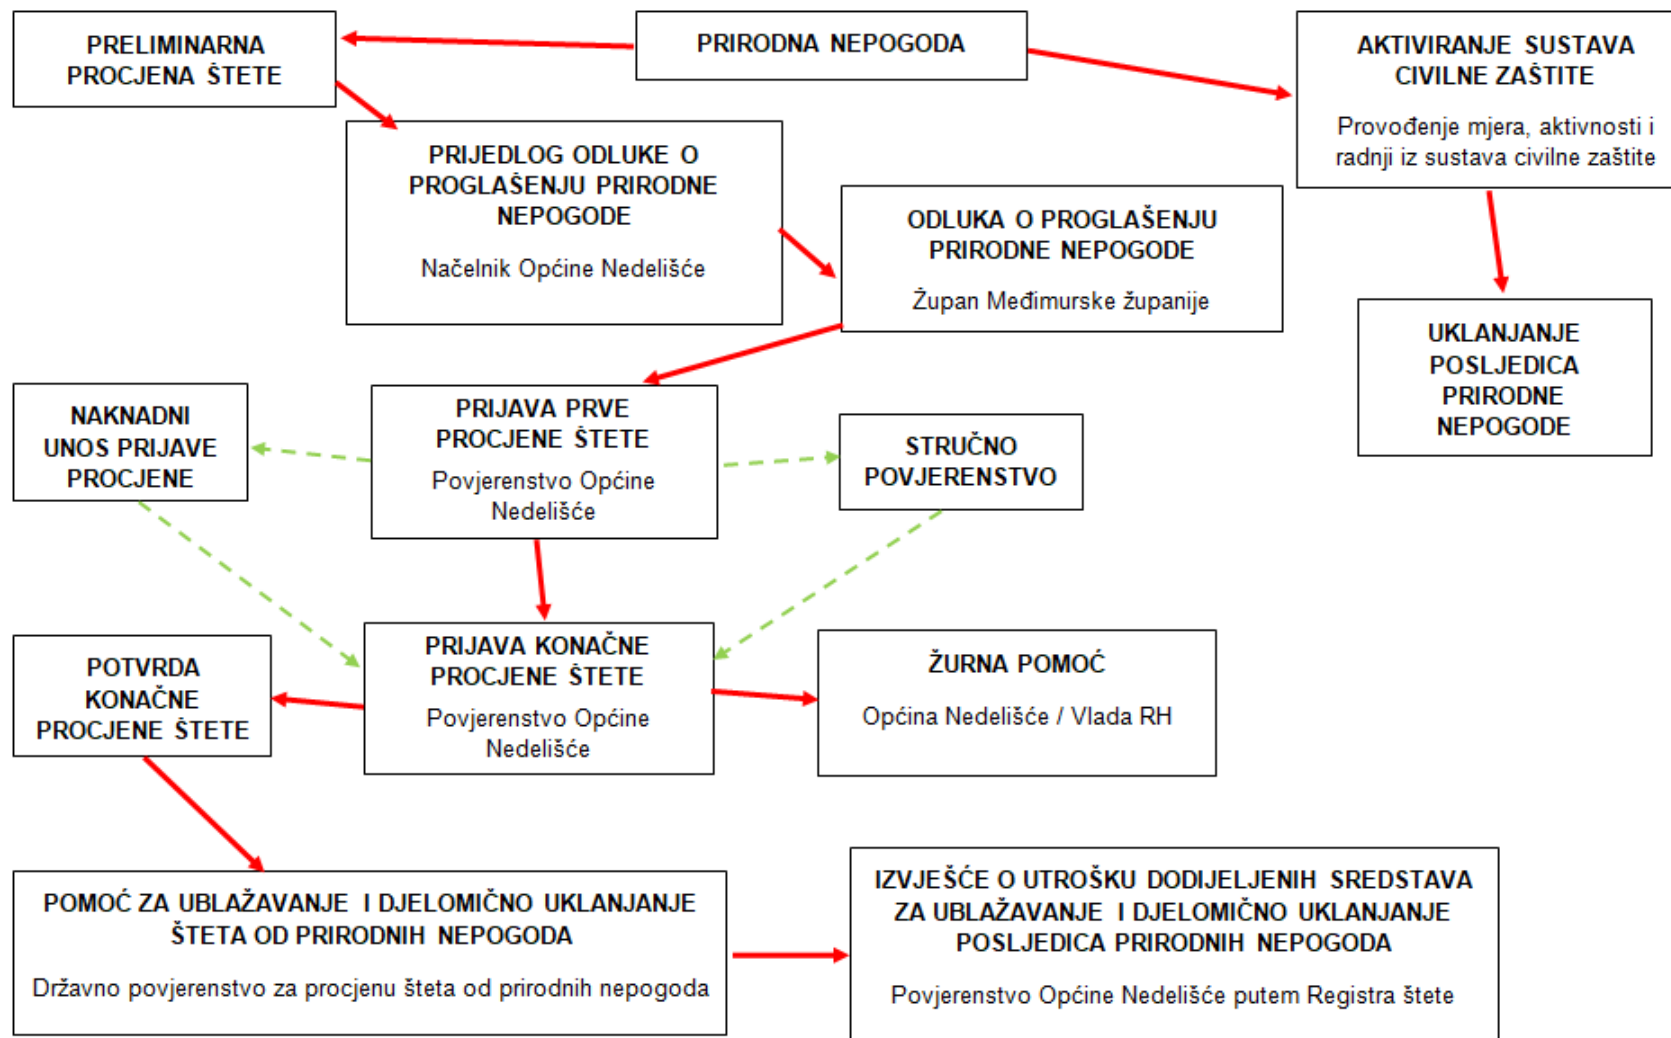 PRELIMINARNA
PROCJENA ŠTETE
PRIRODNA NEPOGODA
AKTIVIRANJE SUSTAVA
CIVILNE ZAŠTITE
Provođenje mjera, aktivnosti i
radnji iz sustava civilne zaštite
PRIJEDLOG ODLUKE O
PROGLAŠENJU PRIRODNE
NEPOGODE
Načelnik Općine Nedelišće
ODLUKA O PROGLAŠENJU
PRIRODNE NEPOGODE
Župan Međimurske županije
UKLANJANJE
POSLJEDICA
PRIRODNE
NEPOGODE
NAKNADNI
UNOS PRIJAVE
PROCJENE
PRIJAVA PRVE
PROCJENE ŠTETE
Povjerenstvo Općine
Nedelišće
STRUČNO
POVJERENSTVO
POTVRDA
KONAČNE
PROCJENE ŠTETE
PRIJAVA KONAČNE
PROCJENE ŠTETE
Povjerenstvo Općine
Nedelišće
ŽURNA POMOĆ
Općina Nedelišće / Vlada RH
POMOĆ ZA UBLAŽAVANJE I DJELOMIČNO UKLANJANJE
ŠTETA OD PRIRODNIH NEPOGODA
Državno povjerenstvo za procjenu šteta od prirodnih nepogoda
IZVJEŠĆE O UTROŠKU DODIJELJENIH SREDSTAVA
ZA UBLAŽAVANJE I DJELOMIČNO UKLANJANJE
POSLJEDICA PRIRODNIH NEPOGODA
Povjerenstvo Općine Nedelišće putem Registra štete